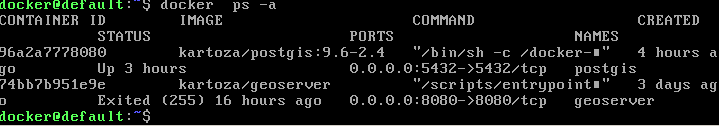 docker@default:~$ docker  ps -a
CONTAINER ID        IMAGE                  COMMAND                  CREATED
             STATUS                     PORTS                    NAMES
96a2a7778080        kartoza/postgis:9.6-2.4   "/bin/sh -c /docker-■"   4 hours a
go           Up 3 hours                 0.0.0.0:5432->5432/tcp   postgis
74bb7b951e9e        kartoza/geoserver         "/scripts/entrypoint■"   3 days ag
o            Exited (255) 16 hours ago   0.0.0.0:8080->8080/tcp   geoserver
docker@default:~$